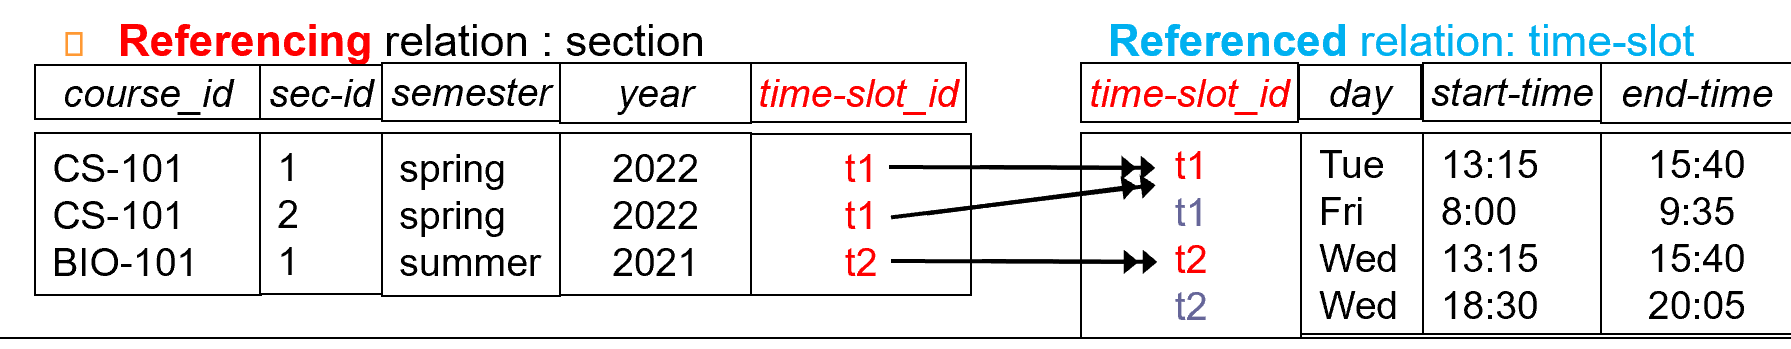 Referencing relation : section Referenced relation: time-slot
course_id sec-id semester year time-slot_id time-slot_id day start-time end-time
CS-101 1 spring 2022 t1 t1 Tue 13:15 15:40
CS-101 2 spring 2022 t1 t1 Fri 8:00 9:35
BIO-101 1 summer 2021 t2 t2 Wed 13:15 15:40
t2 Wed 18:30 20:05